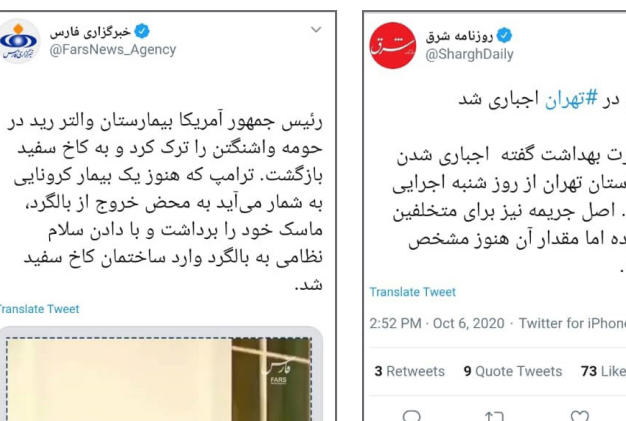 خبرگزاری فارس
@FarsNews_Agency
رئیس جمهور آمریکا بیمارستان والتر رید در
حومه واشنگتن را ترک کرد و به کاخ سفید
بازگشت. ترامپ که هنوز یک بیمار کرونایی
به شمار می‌آید به محض خروج از بالگرد،
ماسک خود را برداشت و با دادن سلام
نظامی به بالگرد وارد ساختمان کاخ سفید
شد.
Translate Tweet
فارس
FARS
شرق
روزنامه شرق
@SharghDaily
در #تهران اجباری شد
بهداشت گفته اجباری شدن
تهران از روز شنبه اجرایی
. اصل جریمه نیز برای متخلفین
اما مقدار آن هنوز مشخص
.
Translate Tweet
2:52 PM · Oct 6, 2020 · Twitter for iPhone
3 Retweets 9 Quote Tweets 73 Like